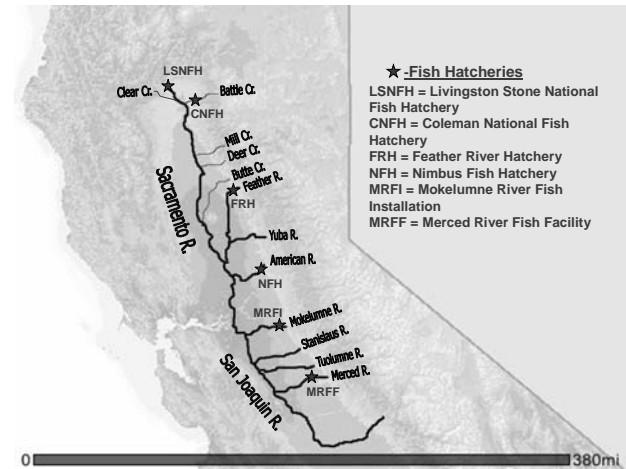 LSNFH
-Fish Hatcheries
Clear Cr.
Battle Cr.
LSNFH = Livingston Stone National
Fish Hatchery
CNFH
CNFH = Coleman National Fish
Hatchery
Mill Cr.
Deer Cr.
FRH = Feather River Hatchery
Butte Cr.
Feather R.
NFH = Nimbus Fish Hatchery
FRH
MRFI = Mokelumne River Fish
Installation
Sacramento R.
MRFF = Merced River Fish Facility
Yuba R.
American R.
NFH
MRFI
Mokelumne R.
Stanislaus R.
Tuolumne R.
Merced R.
San Joaquin R.
MRFF
0
380mi